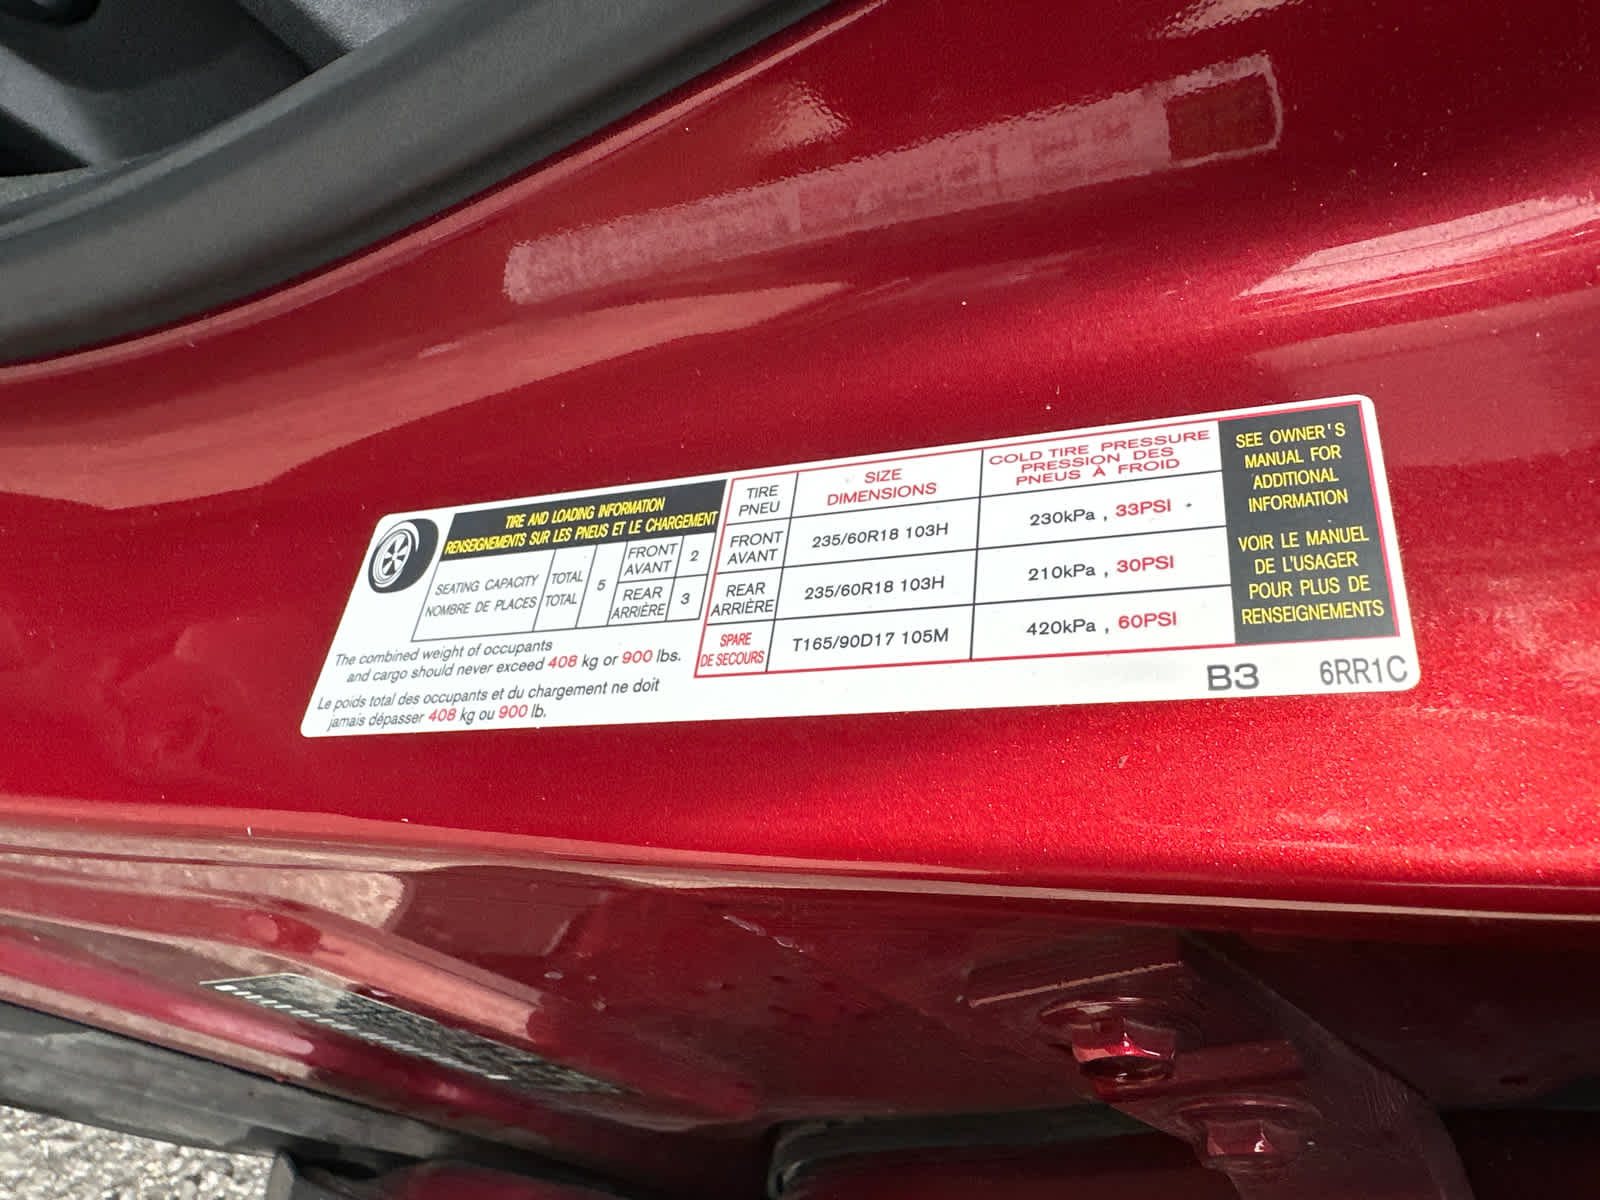 TIRE AND LOADING INFORMATION
RENSEIGNEMENTS SUR LES PNEUS ET LE CHARGEMENT
SEATING CAPACITY TOTAL 5 FRONT AVANT 2
NOMBRE DE PLACES TOTAL REAR ARRIÈRE 3
The combined weight of occupants
and cargo should never exceed 408 kg or 900 lbs.
Le poids total des occupants et du chargement ne doit
jamais dépasser 408 kg ou 900 lb.
TIRE PNEU
SIZE
DIMENSIONS
COLD TIRE PRESSURE
PRESSION DES
PNEUS À FROID
FRONT AVANT 235/60R18 103H 230kPa , 33PSI
REAR ARRIÈRE 235/60R18 103H 210kPa , 30PSI
SPARE DE SECOURS T165/90D17 105M 420kPa , 60PSI
SEE OWNER'S
MANUAL FOR
ADDITIONAL
INFORMATION
VOIR LE MANUEL
DE L'USAGER
POUR PLUS DE
RENSEIGNEMENTS
B3 6RR1C